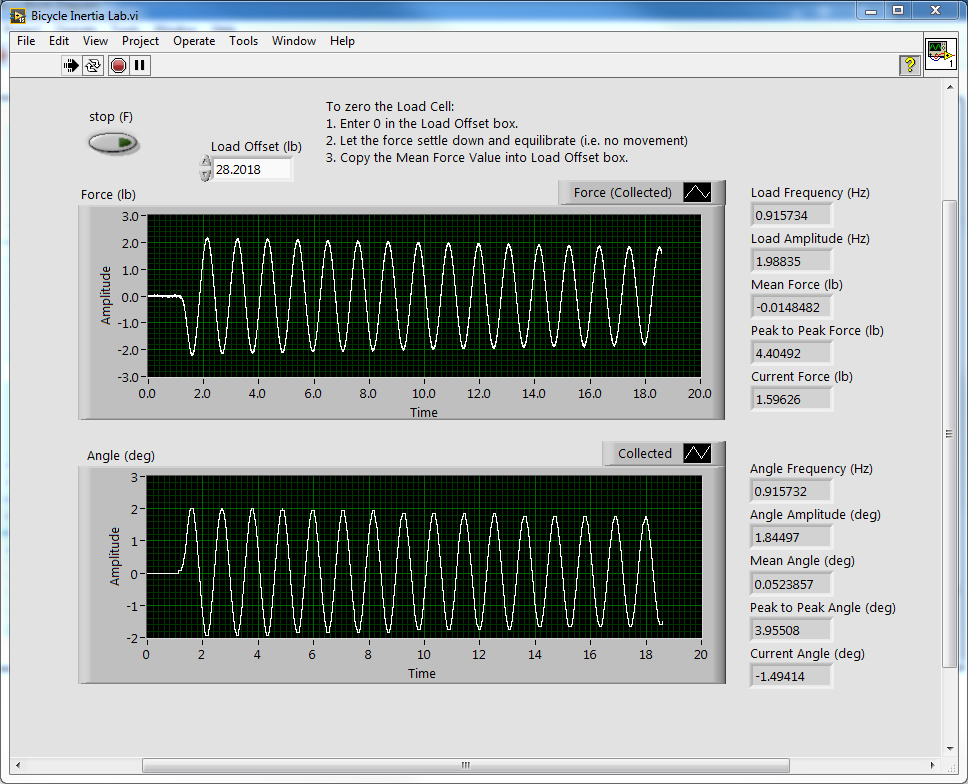 Bicycle Inertia Lab.vi
File Edit View Project Operate Tools Window Help
?
1
stop (F)
To zero the Load Cell:
1. Enter 0 in the Load Offset box.
2. Let the force settle down and equilibrate (i.e. no movement)
3. Copy the Mean Force Value into Load Offset box.
Load Offset (lb)
28.2018
Force (lb)
Force (Collected)
Amplitude
3.0
2.0
1.0
0.0
-1.0
-2.0
-3.0
0.0 2.0 4.0 6.0 8.0 10.0 12.0 14.0 16.0 18.0 20.0
Time
Load Frequency (Hz)
0.915734
Load Amplitude (Hz)
1.98835
Mean Force (lb)
-0.0148482
Peak to Peak Force (lb)
4.40492
Current Force (lb)
1.59626
Angle (deg)
Collected
Amplitude
3
2
1
0
-1
-2
0 2 4 6 8 10 12 14 16 18 20
Time
Angle Frequency (Hz)
0.915732
Angle Amplitude (deg)
1.84497
Mean Angle (deg)
0.0523857
Peak to Peak Angle (deg)
3.95508
Current Angle (deg)
-1.49414